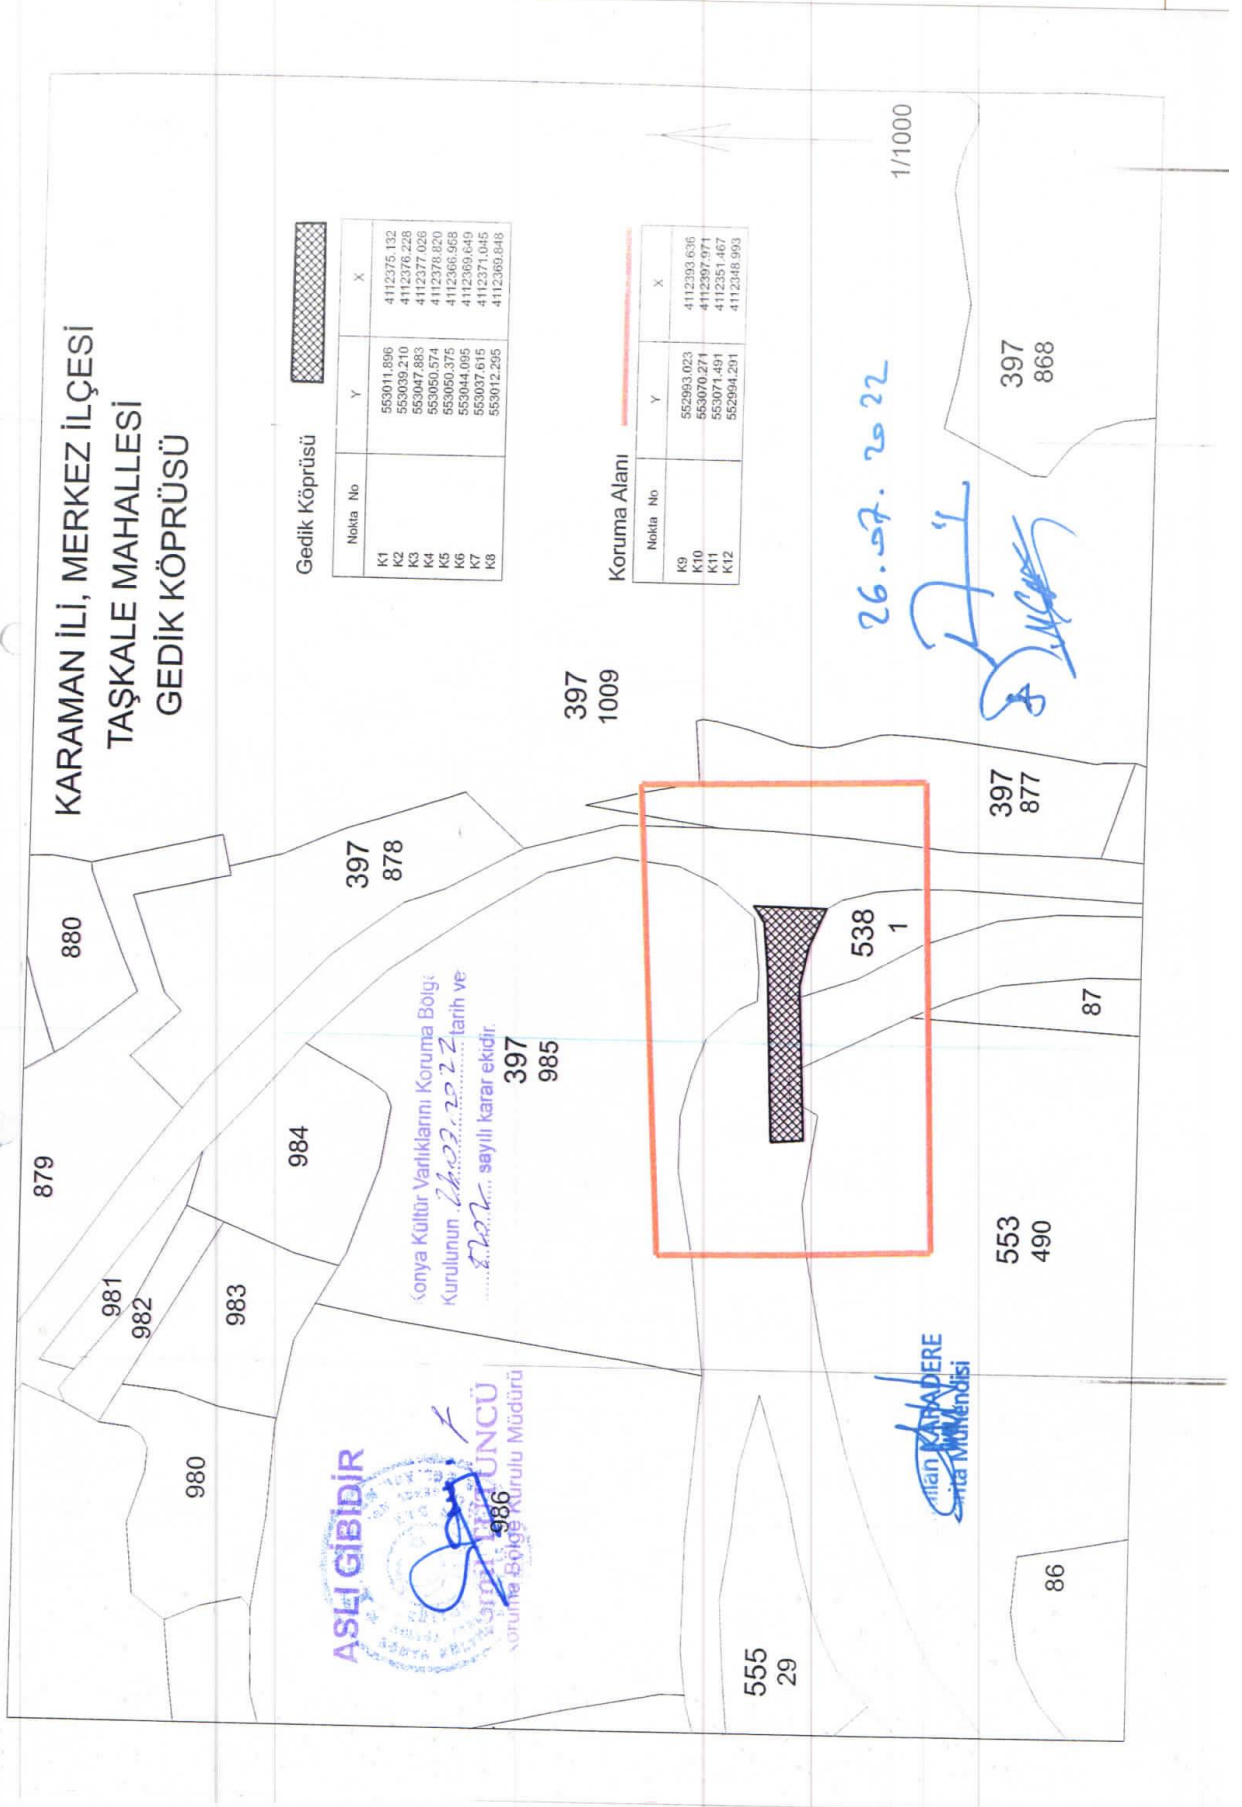 KARAMAN İLİ, MERKEZ İLÇESİ
TAŞKALE MAHALLESİ
GEDİK KÖPRÜSÜ
Gedik Köprüsü
Nokta No Y X
K1 553011.896 4112375.132
K2 553039.210 4112376.228
K3 553047.883 4112377.026
K4 553050.574 4112378.820
K5 553050.375 4112366.958
K6 553044.095 4112369.649
K7 553037.615 4112371.045
K8 553012.295 4112369.848
Koruma Alanı
Nokta No Y X
K9 552993.023 4112393.636
K10 553070.271 4112397.971
K11 553071.491 4112351.467
K12 552994.291 4112348.993
1/1000
879
880
981
982
983
980
984
397
878
397
985
397
1009
986
538
1
397
877
397
868
87
553
490
555
29
86
Konya Kültür Varlıklarını Koruma Bölge
Kurulunun tarih ve
sayılı karar ekidir.
ASLI GİBİDİR
Koruma Bölge Kurulu Müdürü
26.07.2022
KARADERE
Mühendisi